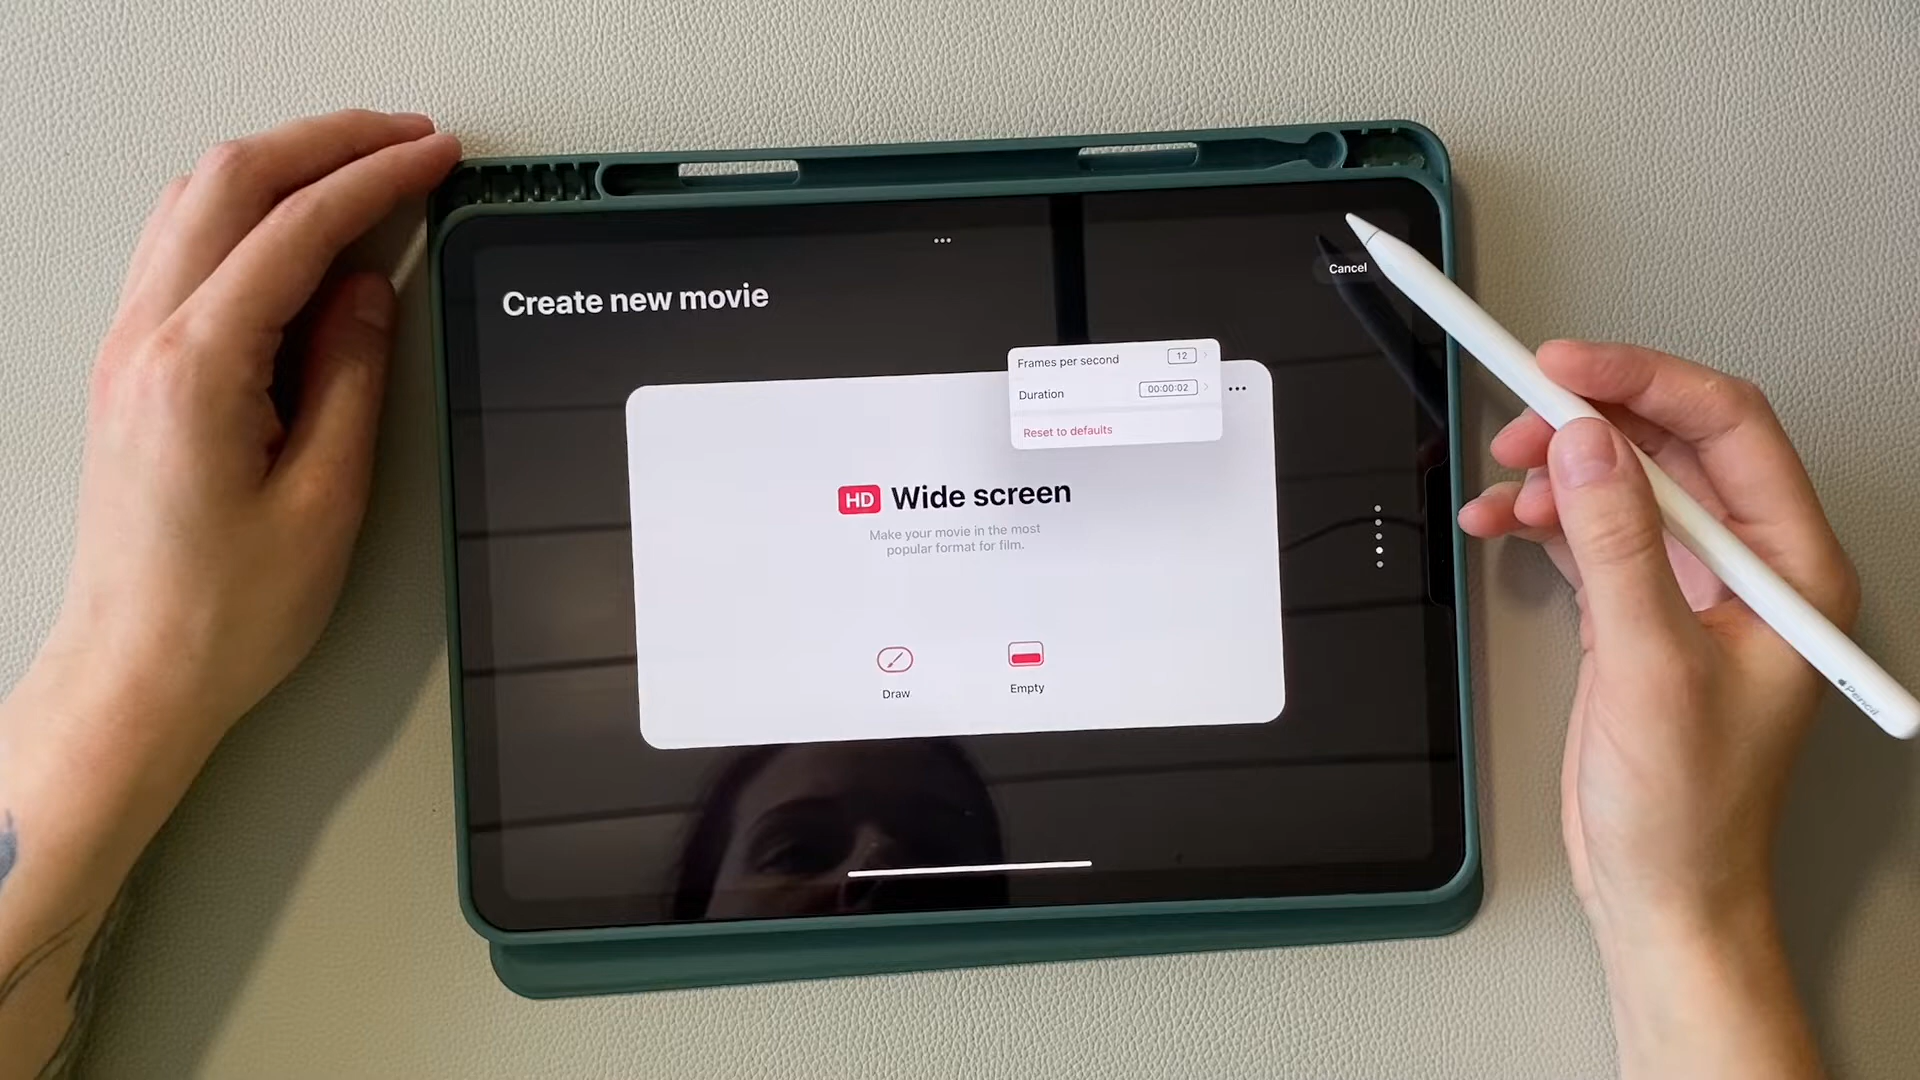 Cancel
Create new movie
Frames per second 12
Duration 00:00:02
Reset to defaults
HD Wide screen
Make your movie in the most
popular format for film.
Draw
Empty
Pencil